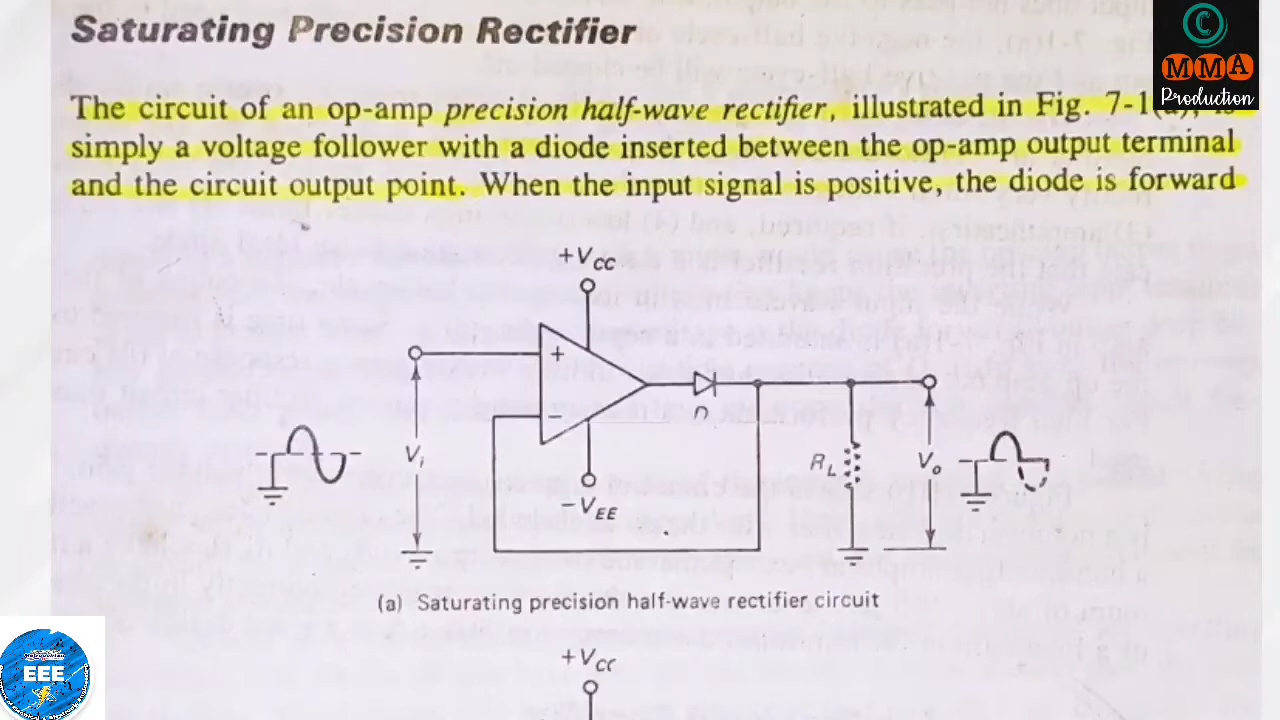 Saturating Precision Rectifier
©
MMA
Production
The circuit of an op-amp precision half-wave rectifier, illustrated in Fig. 7-1(a), is
simply a voltage follower with a diode inserted between the op-amp output terminal
and the circuit output point. When the input signal is positive, the diode is forward
+VCC
+
n
−
Vi
RL
Vo
−VEE
(a) Saturating precision half-wave rectifier circuit
+VCC
EEE